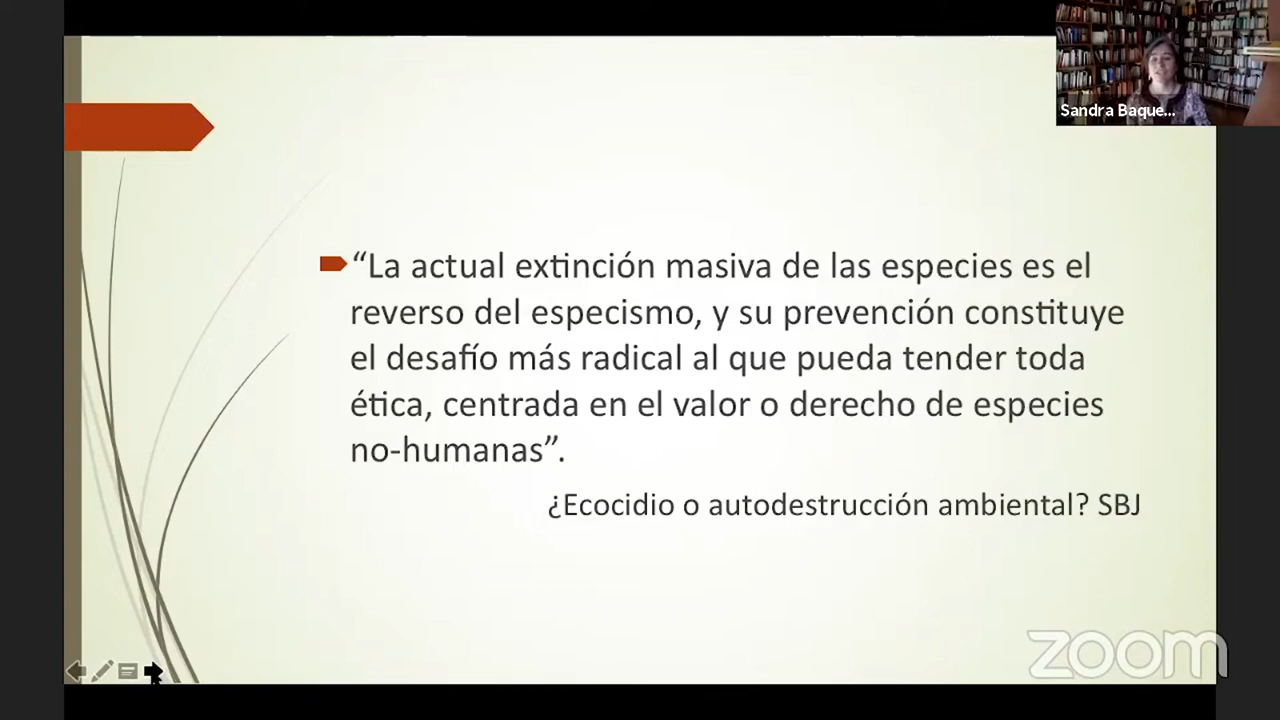 Sandra Baque...
“La actual extinción masiva de las especies es el
reverso del especismo, y su prevención constituye
el desafío más radical al que pueda tender toda
ética, centrada en el valor o derecho de especies
no-humanas”.
¿Ecocidio o autodestrucción ambiental? SBJ
zoom